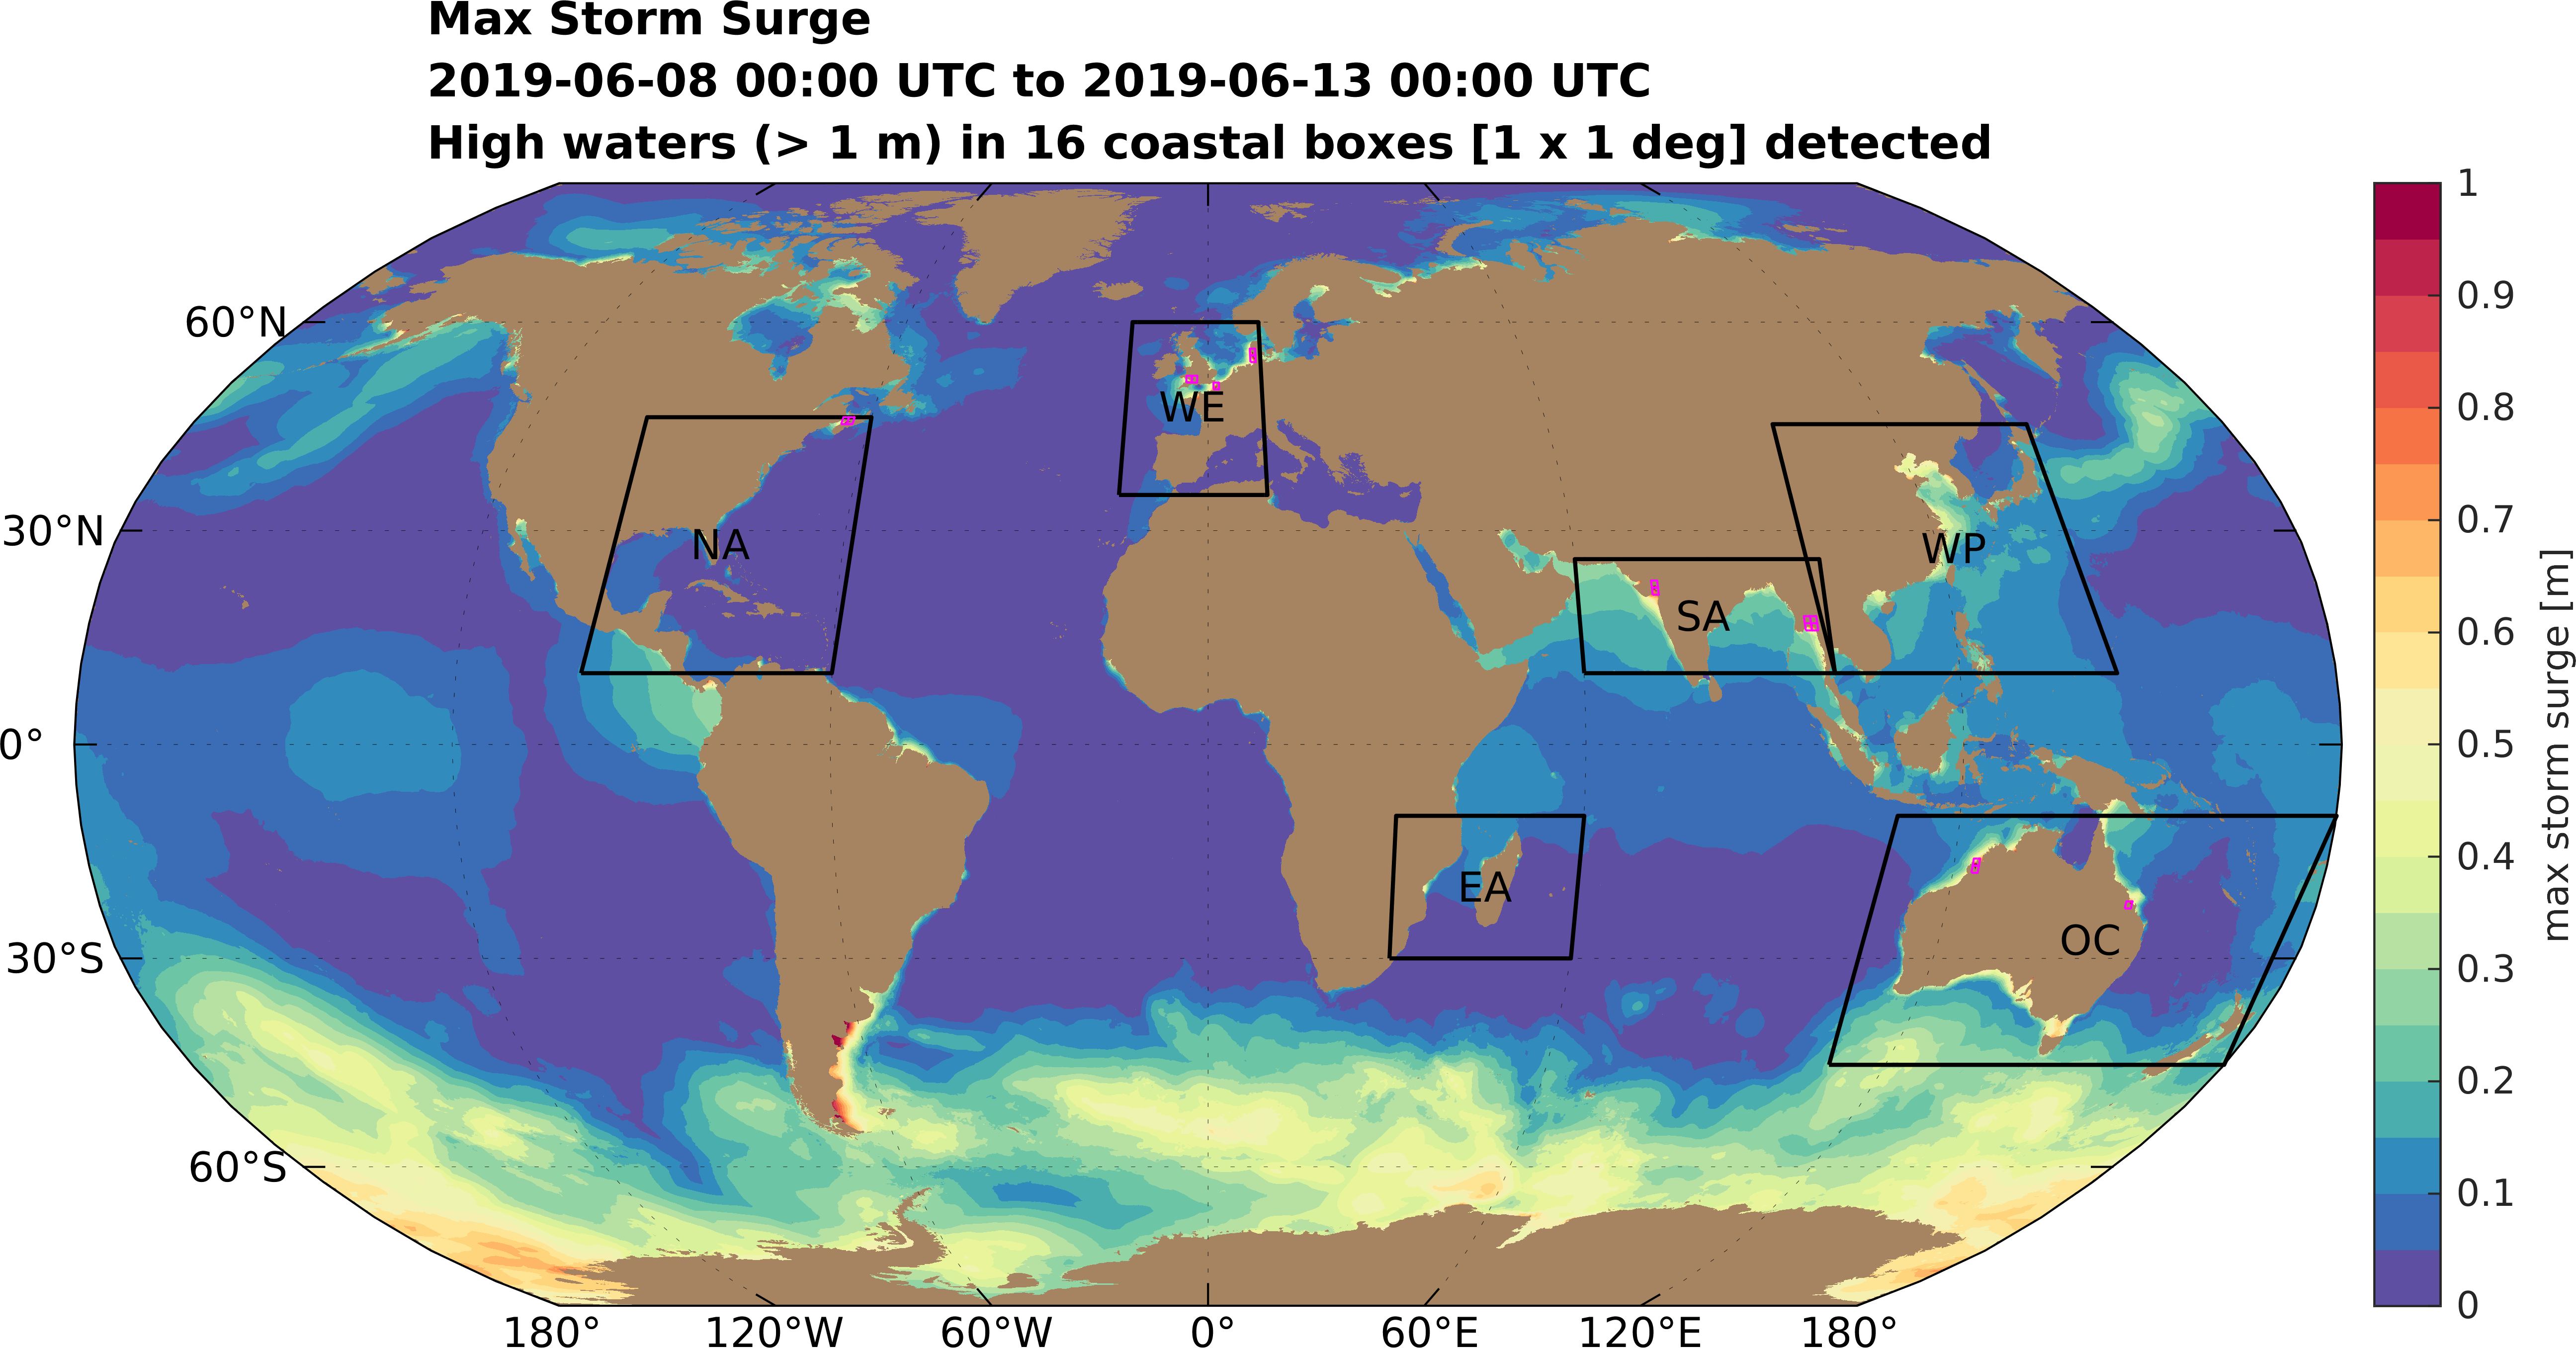 Max Storm Surge
2019-06-08 00:00 UTC to 2019-06-13 00:00 UTC
High waters (> 1 m) in 16 coastal boxes [1 x 1 deg] detected
60°N
30°N
0°
30°S
60°S
180°
120°W
60°W
0°
60°E
120°E
180°
NA
WE
SA
WP
EA
OC
1
0.9
0.8
0.7
0.6
0.5
0.4
0.3
0.2
0.1
0
max storm surge [m]